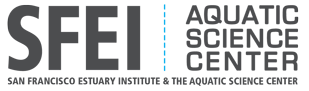 SFEI
AQUATIC
SCIENCE
CENTER
SAN FRANCISCO ESTUARY INSTITUTE & THE AQUATIC SCIENCE CENTER